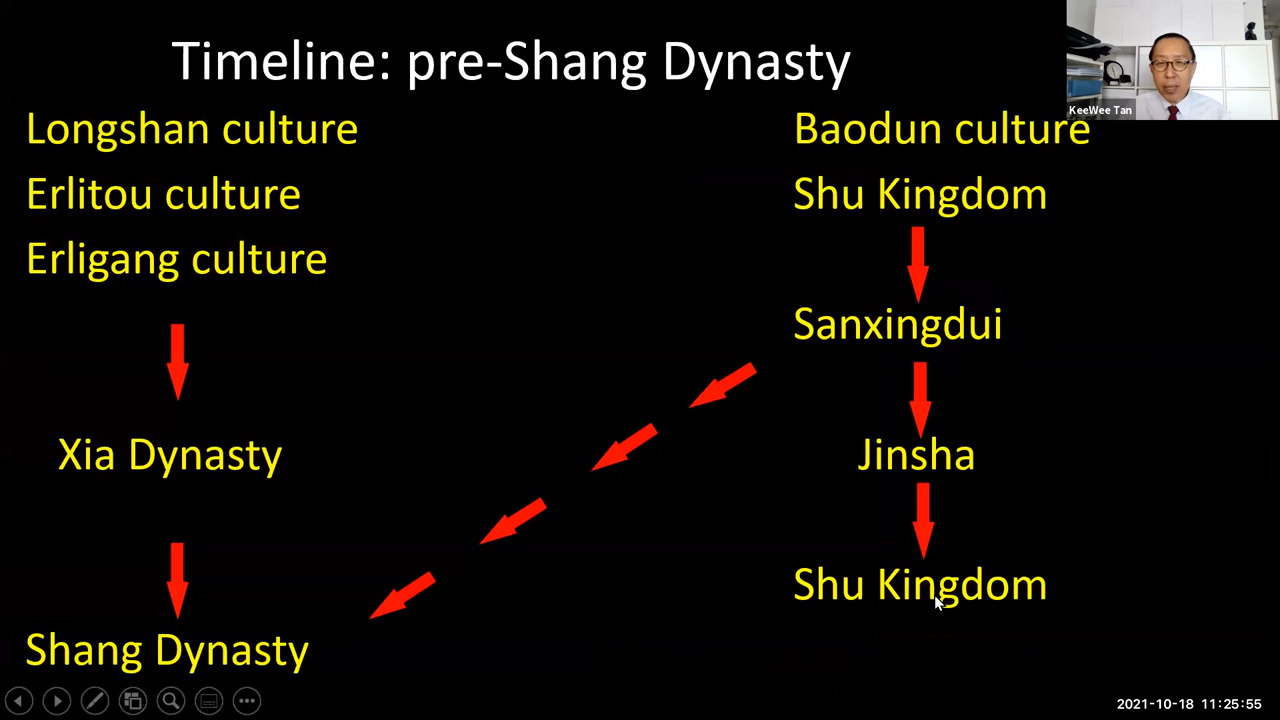 Timeline: pre-Shang Dynasty
KeeWee Tan
Longshan culture
Baodun culture
Erlitou culture
Shu Kingdom
Erligang culture
Sanxingdui
Xia Dynasty
Jinsha
Shu Kingdom
Shang Dynasty
2021-10-18 11:25:55